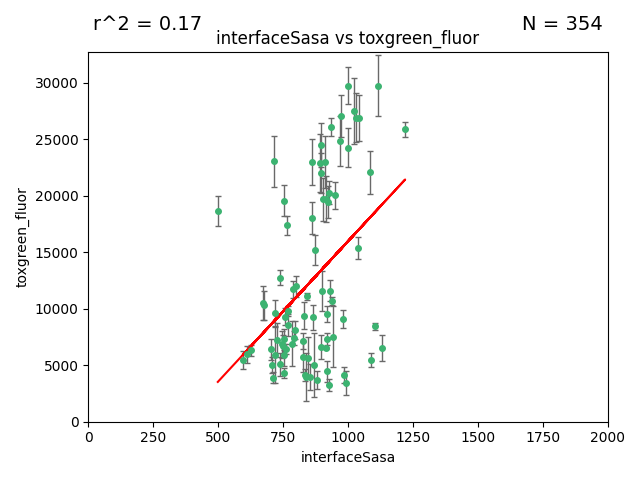 r^2 = 0.17
N = 354
interfaceSasa vs toxgreen_fluor
toxgreen_fluor
30000
25000
20000
15000
10000
5000
0
0 250 500 750 1000 1250 1500 1750 2000
interfaceSasa